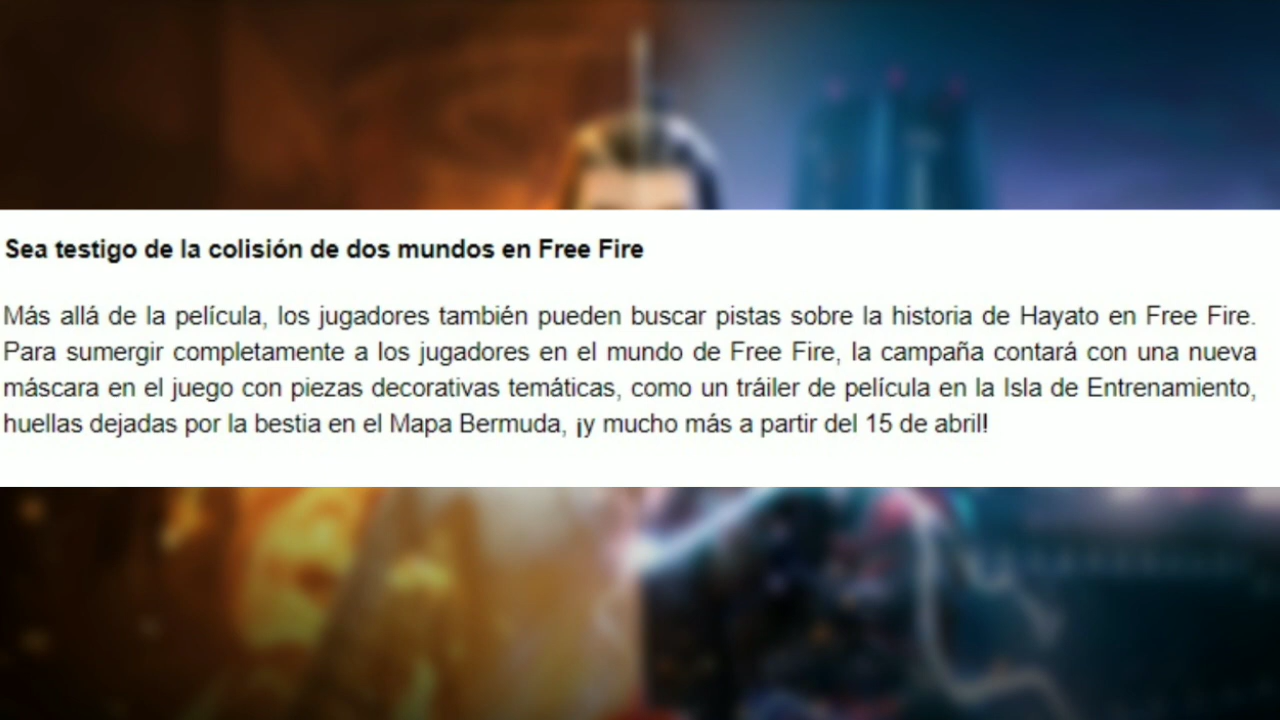 Sea testigo de la colisión de dos mundos en Free Fire
Más allá de la película, los jugadores también pueden buscar pistas sobre la historia de Hayato en Free Fire.
Para sumergir completamente a los jugadores en el mundo de Free Fire, la campaña contará con una nueva
máscara en el juego con piezas decorativas temáticas, como un tráiler de película en la Isla de Entrenamiento,
huellas dejadas por la bestia en el Mapa Bermuda, ¡y mucho más a partir del 15 de abril!